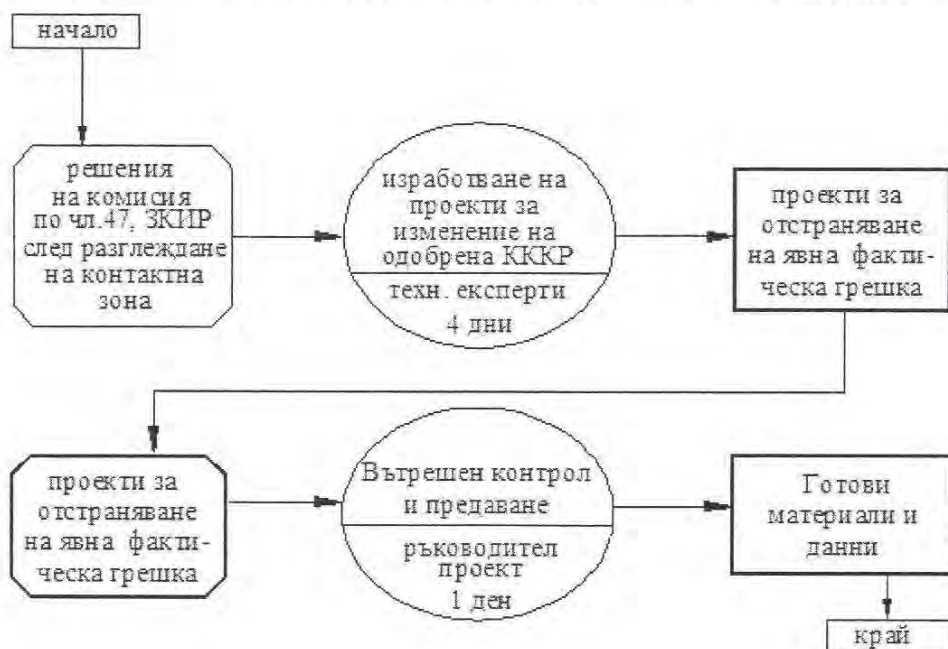 начало
решения
на комисия
по чл.47, ЗКИР
след разглеждане
на контактна
зона
изработване на
проекти за
изменение на
одобрена КККР
техн. експерти
4 дни
проекти за
отстраняване
на явна факти-
ческа грешка
проекти за
отстраняване
на явна факти-
ческа грешка
Вътрешен контрол
и предаване
ръководител
проект
1 ден
Готови
материали и
данни
край